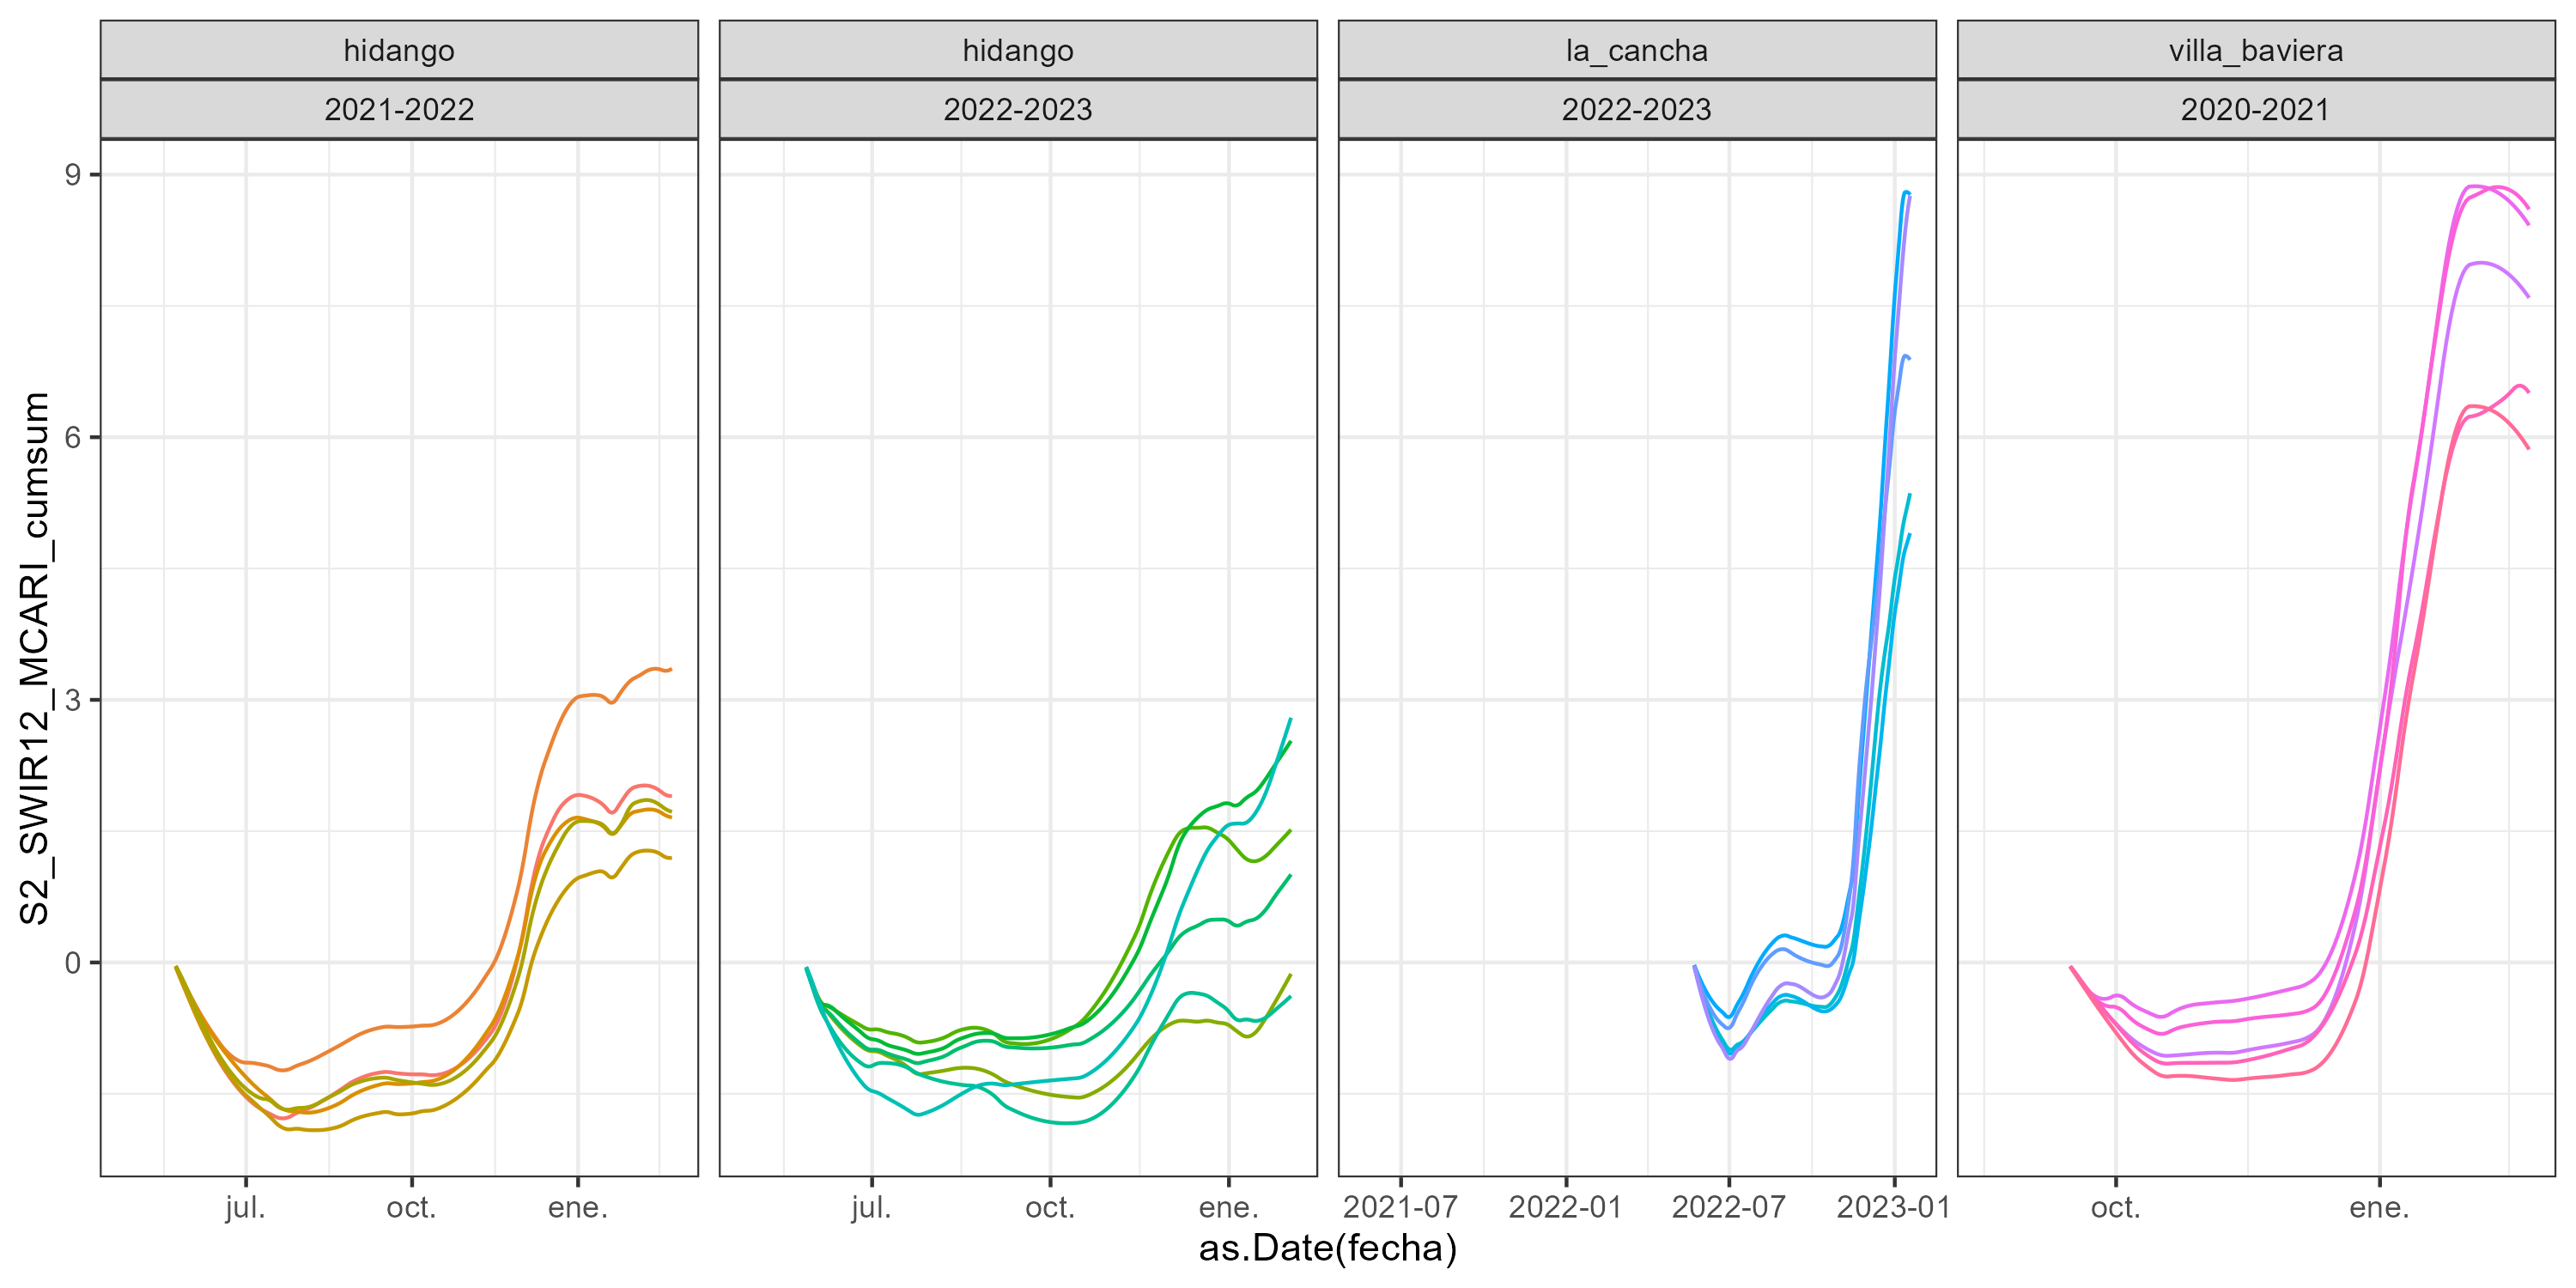 hidango
2021-2022
hidango
2022-2023
la_cancha
2022-2023
villa_baviera
2020-2021
9
6
3
0
S2_SWIR12_MCARI_cumsum
jul.
oct.
ene.
jul.
oct.
ene.
2021-07
2022-01
2022-07
2023-01
oct.
ene.
as.Date(fecha)